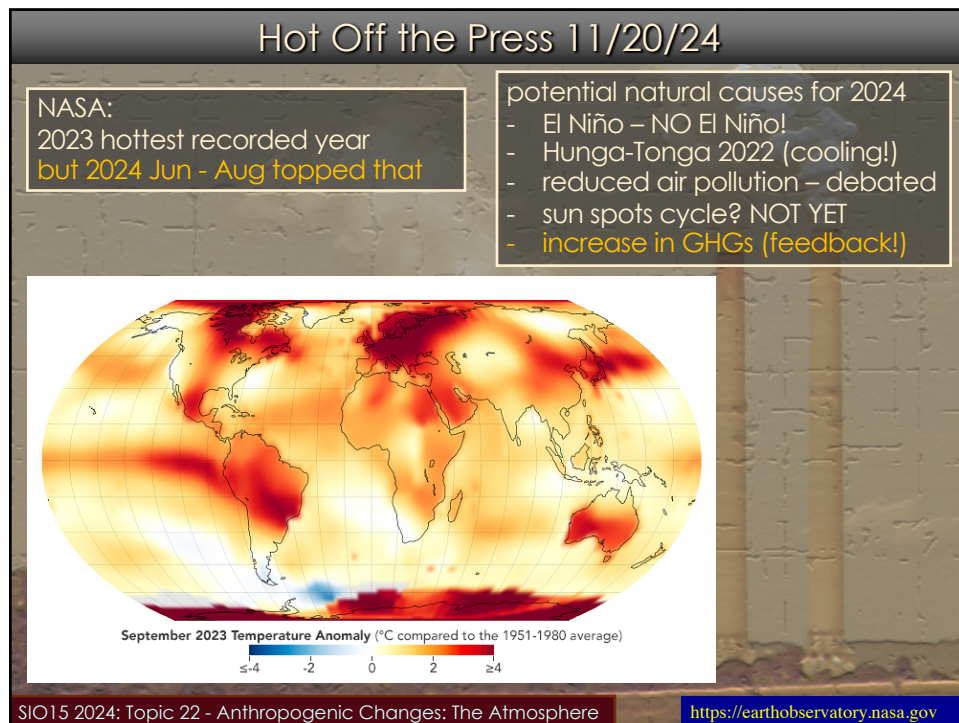 Hot Off the Press 11/20/24
NASA:
2023 hottest recorded year
but 2024 Jun - Aug topped that
potential natural causes for 2024
- El Niño – NO El Niño!
- Hunga-Tonga 2022 (cooling!)
- reduced air pollution – debated
- sun spots cycle? NOT YET
- increase in GHGs (feedback!)
September 2023 Temperature Anomaly (°C compared to the 1951-1980 average)
≤-4 -2 0 2 ≥4
SIO15 2024: Topic 22 - Anthropogenic Changes: The Atmosphere
https://earthobservatory.nasa.gov